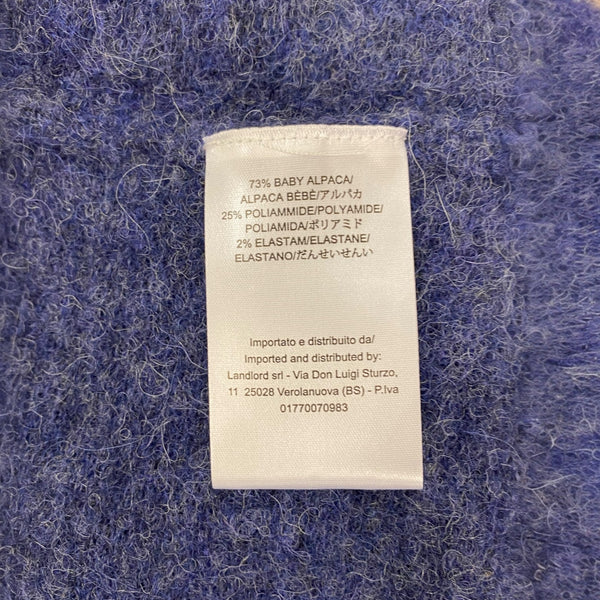 73% BABY ALPACA/
ALPACA BÈBÈ/アルパカ
25% POLIAMMIDE/POLYAMIDE/
POLIAMIDA/ポリアミド
2% ELASTAM/ELASTANE/
ELASTANO/だんせいせんい
Importato e distribuito da/
Imported and distributed by:
Landlord srl - Via Don Luigi Sturzo,
11 25028 Verolanuova (BS) - P.Iva
01770070983